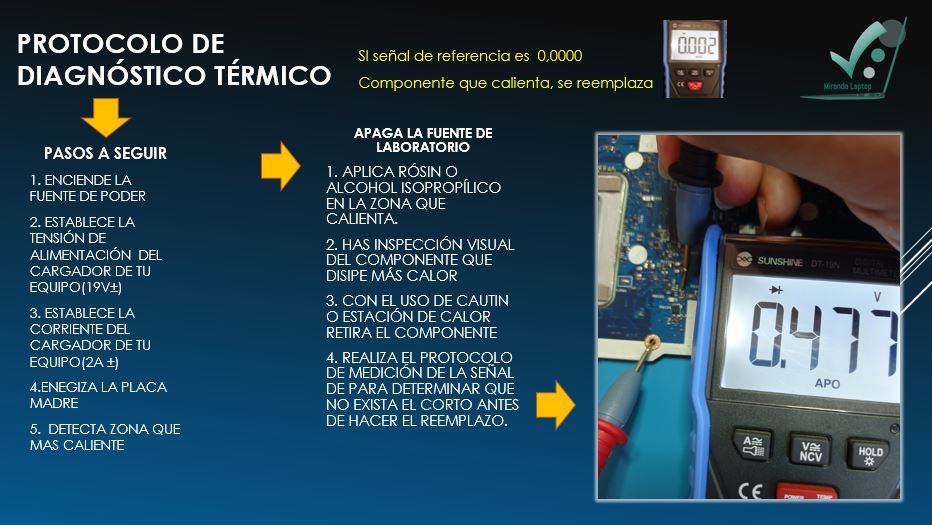 PROTOCOLO DE
DIAGNÓSTICO TÉRMICO
SI señal de referencia es 0,0000
Componente que calienta, se reemplaza
0.002
Miranda Laptop
PASOS A SEGUIR
1. ENCIENDE LA
FUENTE DE PODER
2. ESTABLECE LA
TENSIÓN DE
ALIMENTACIÓN DEL
CARGADOR DE TU
EQUIPO(19V±)
3. ESTABLECE LA
CORRIENTE DEL
CARGADOR DE TU
EQUIPO(2A ±)
4.ENEGIZA LA PLACA
MADRE
5. DETECTA ZONA QUE
MAS CALIENTE
APAGA LA FUENTE DE
LABORATORIO
1. APLICA RÓSIN O
ALCOHOL ISOPROPÍLICO
EN LA ZONA QUE
CALIENTA.
2. HAS INSPECCIÓN VISUAL
DEL COMPONENTE QUE
DISIPE MÁS CALOR
3. CON EL USO DE CAUTIN
O ESTACIÓN DE CALOR
RETIRA EL COMPONENTE
4. REALIZA EL PROTOCOLO
DE MEDICIÓN DE LA SEÑAL
DE PARA DETERMINAR QUE
NO EXISTA EL CORTO ANTES
DE HACER EL REEMPLAZO.
SUNSHINE DT-19N DIGITAL
MULTIMETE
V
0.477
APO
A
V NCV
HOLD
CE
POWER TEMP